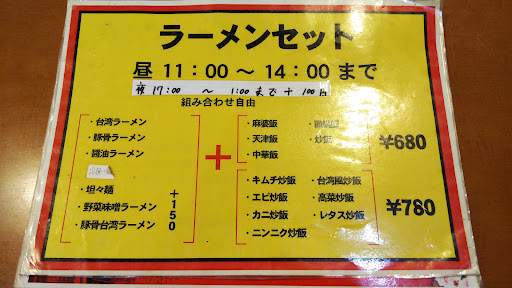 ラーメンセット
昼 11:00 ～ 14:00 まで
夜 17:00 ～ 1:00まで + 100円
組み合わせ自由
・台湾ラーメン
・豚骨ラーメン
・醤油ラーメン
・坦々麺
・野菜味噌ラーメン
・豚骨台湾ラーメン
+150
+
・麻婆飯
・天津飯
・中華飯
・炒飯
¥680
・キムチ炒飯 ・台湾風炒飯
・エビ炒飯 ・高菜炒飯
・カニ炒飯 ・レタス炒飯
・ニンニク炒飯
¥780